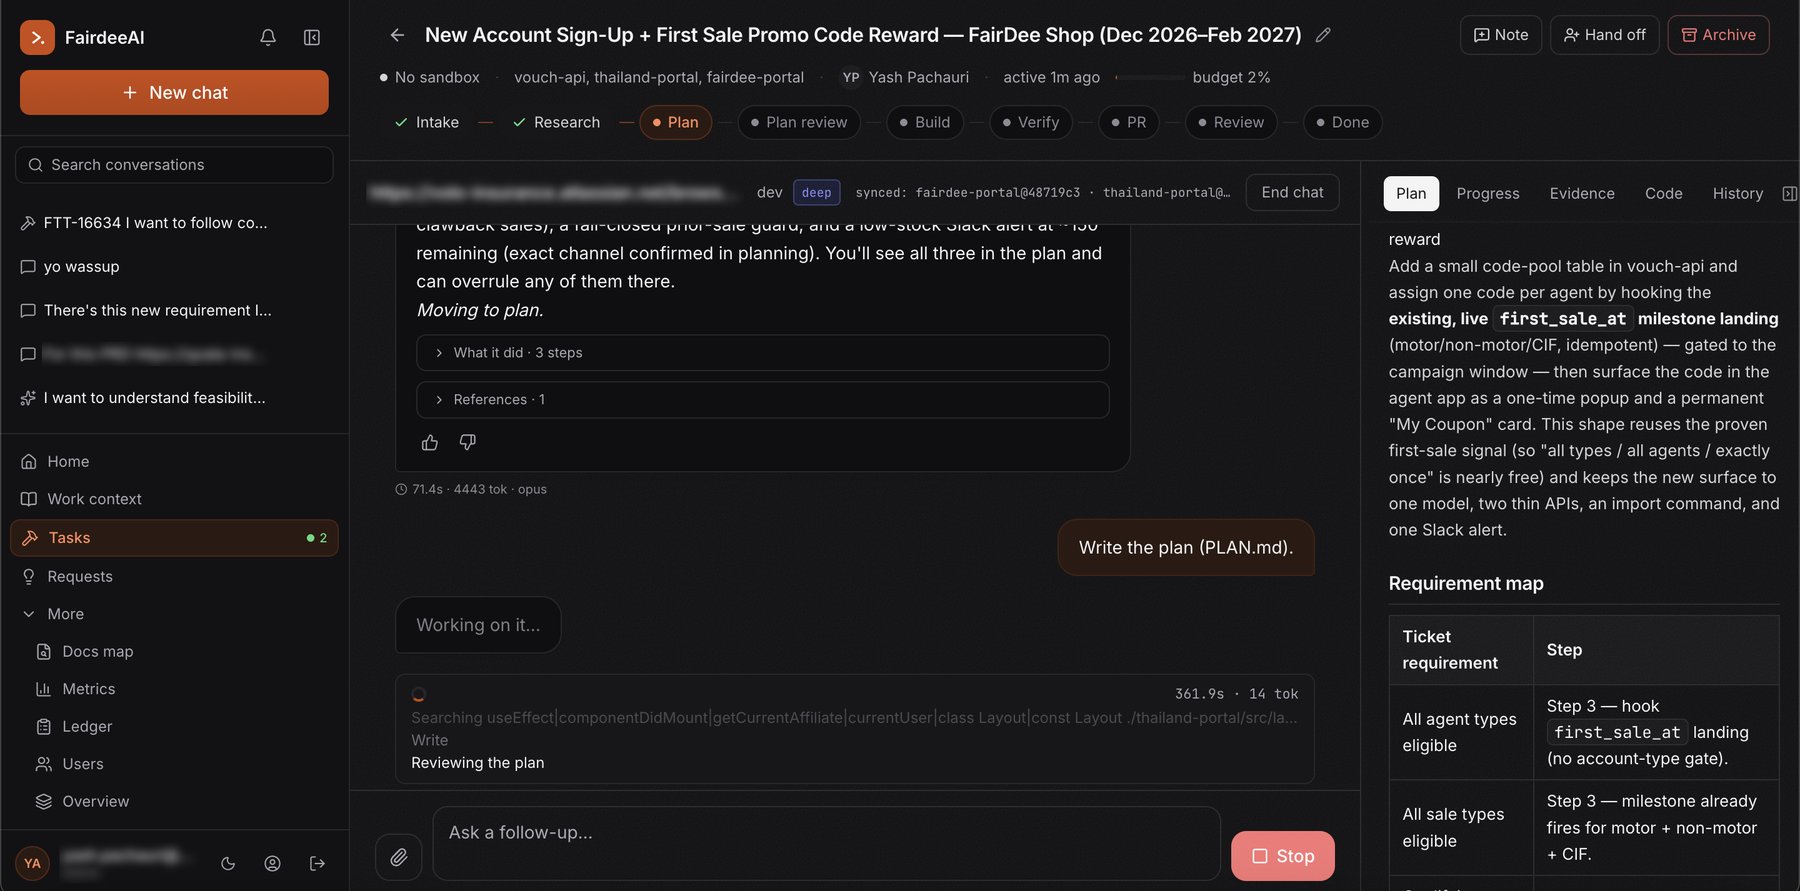 FairdeeAI
+ New chat
Search conversations
FTT-16634 I want to follow co...
yo wassup
There's this new requirement I...
I want to understand feasibilit...
Home
Work context
Tasks
2
Requests
More
Docs map
Metrics
Ledger
Users
Overview
YA
New Account Sign-Up + First Sale Promo Code Reward — FairDee Shop (Dec 2026–Feb 2027)
Note
Hand off
Archive
No sandbox · vouch-api, thailand-portal, fairdee-portal · YP Yash Pachauri · active 1m ago budget 2%
Intake
Research
Plan
Plan review
Build
Verify
PR
Review
Done
dev
deep
synced: fairdee-portal@48719c3 · thailand-portal@…
End chat
clawback sales), a fail-closed prior-sale guard, and a low-stock Slack alert at ~150
remaining (exact channel confirmed in planning). You'll see all three in the plan and
can overrule any of them there.
Moving to plan.
What it did · 3 steps
References · 1
71.4s · 4443 tok · opus
Write the plan (PLAN.md).
Working on it...
361.9s · 14 tok
Searching useEffect|componentDidMount|getCurrentAffiliate|currentUser|class Layout|const Layout ./thailand-portal/src/la...
Write
Reviewing the plan
Ask a follow-up...
Stop
Plan
Progress
Evidence
Code
History
reward
Add a small code-pool table in vouch-api and
assign one code per agent by hooking the
existing, live first_sale_at milestone landing
(motor/non-motor/CIF, idempotent) — gated to the
campaign window — then surface the code in the
agent app as a one-time popup and a permanent
"My Coupon" card. This shape reuses the proven
first-sale signal (so "all types / all agents / exactly
once" is nearly free) and keeps the new surface to
one model, two thin APIs, an import command, and
one Slack alert.
Requirement map
Ticket
requirement
Step
All agent types
eligible
Step 3 — hook
first_sale_at landing
(no account-type gate).
All sale types
eligible
Step 3 — milestone already
fires for motor + non-motor
+ CIF.